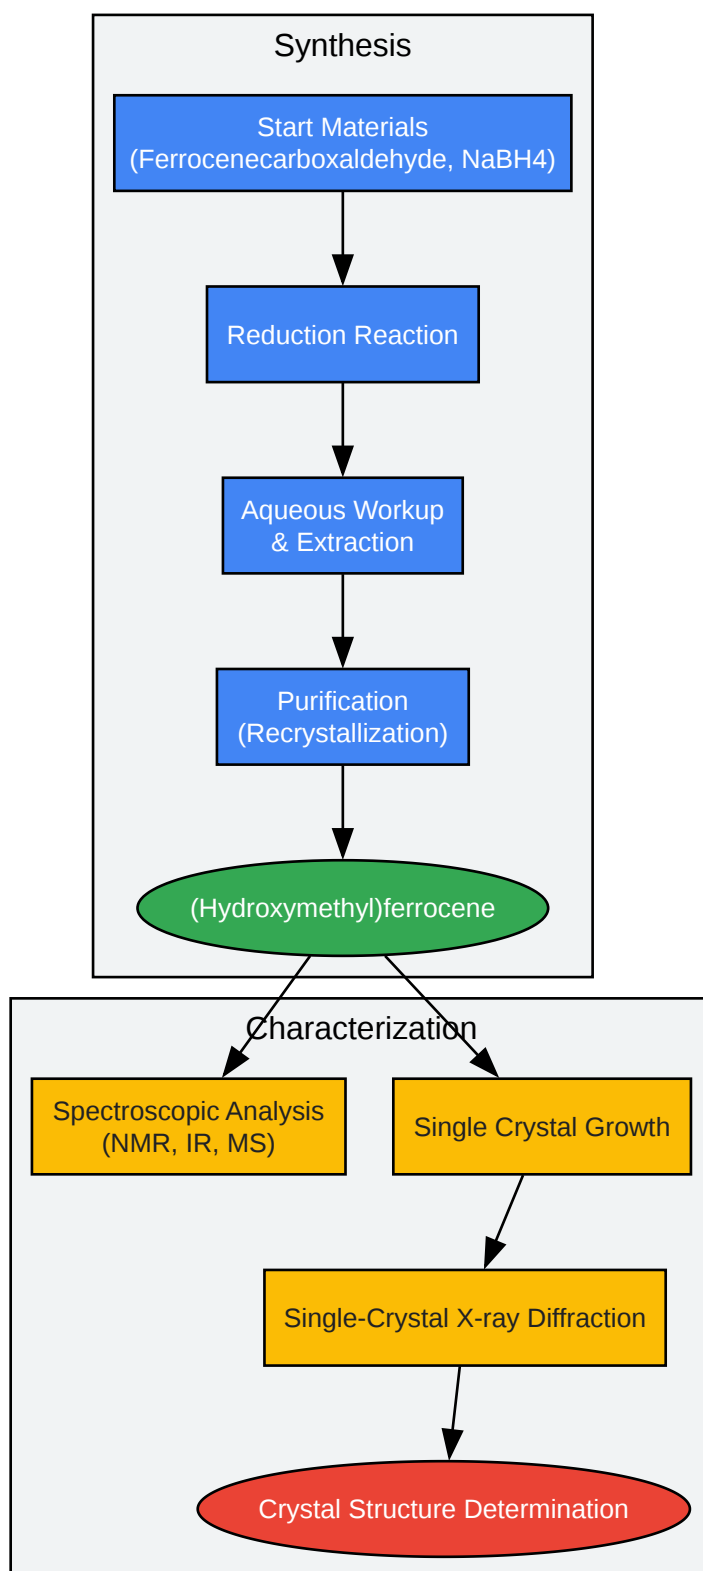 Synthesis
Start Materials
(Ferrocenecarboxaldehyde, NaBH4)
Reduction Reaction
Aqueous Workup
& Extraction
Purification
(Recrystallization)
(Hydroxymethyl)ferrocene
Characterization
Spectroscopic Analysis
(NMR, IR, MS)
Single Crystal Growth
Single-Crystal X-ray Diffraction
Crystal Structure Determination